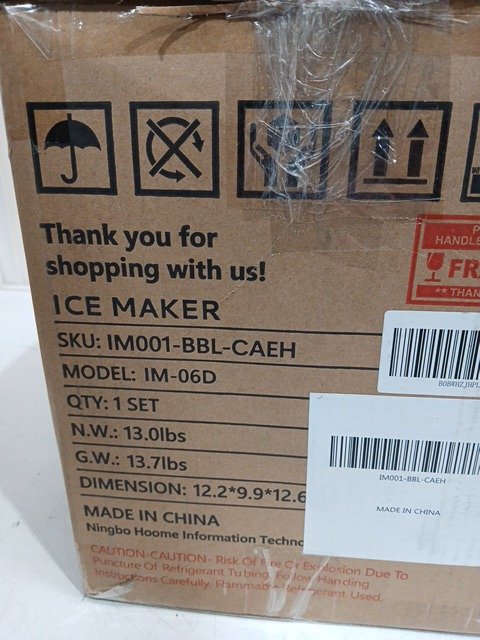 Thank you for
shopping with us!
HANDLE
FR
** THAN
ICE MAKER
SKU: IM001-BBL-CAEH
MODEL: IM-06D
QTY: 1 SET
N.W.: 13.0lbs
G.W.: 13.7lbs
DIMENSION: 12.2*9.9*12.6
IM001-BBL-CAEH
MADE IN CHINA
MADE IN CHINA
Ningbo Hoome Information Techno
CAUTION-CAUTION- Risk Of Fire Or Explosion Due To
Puncture Of Refrigerant Tubing. Follow Handing
Instructions Carefully. Flammable Refrigerant Used.